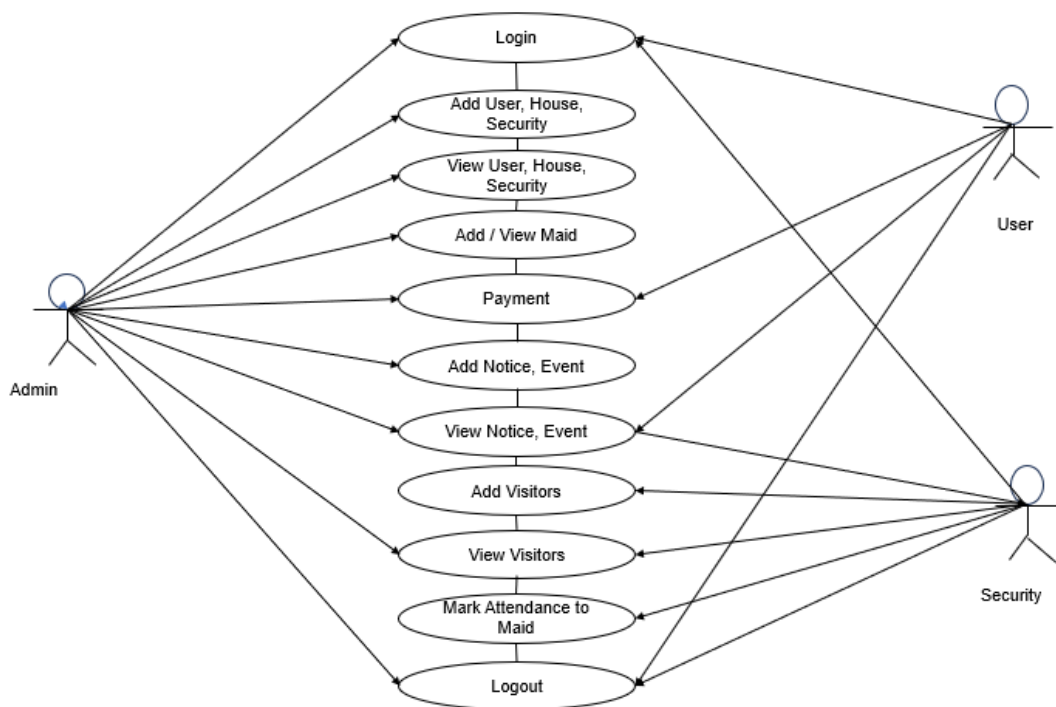 Login
Add User, House,
Security
View User, House,
Security
Add / View Maid
Payment
Add Notice, Event
View Notice, Event
Add Visitors
View Visitors
Mark Attendance to
Maid
Logout
Admin
User
Security